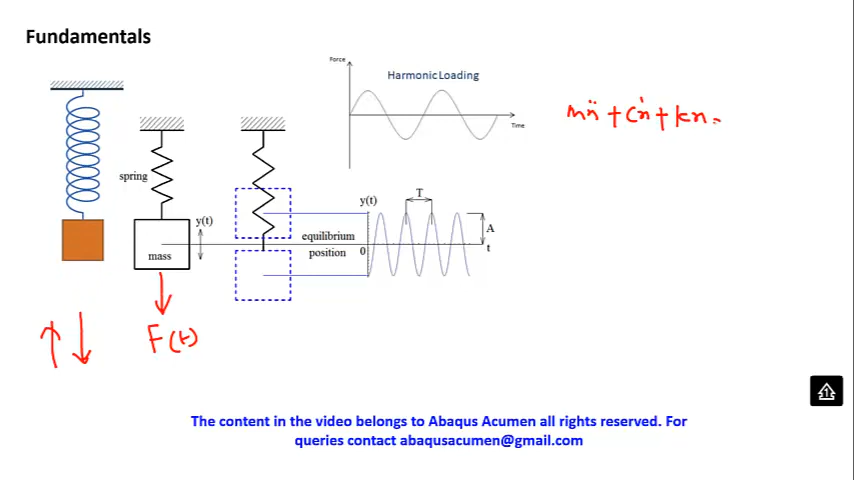 Fundamentals
Force
Harmonic Loading
Time
mẍ + cẋ + kx =
spring
y(t)
mass
y(t)
T
A
equilibrium
position
0
t
F(t)
1
The content in the video belongs to Abaqus Acumen all rights reserved. For
queries contact abaqusacumen@gmail.com